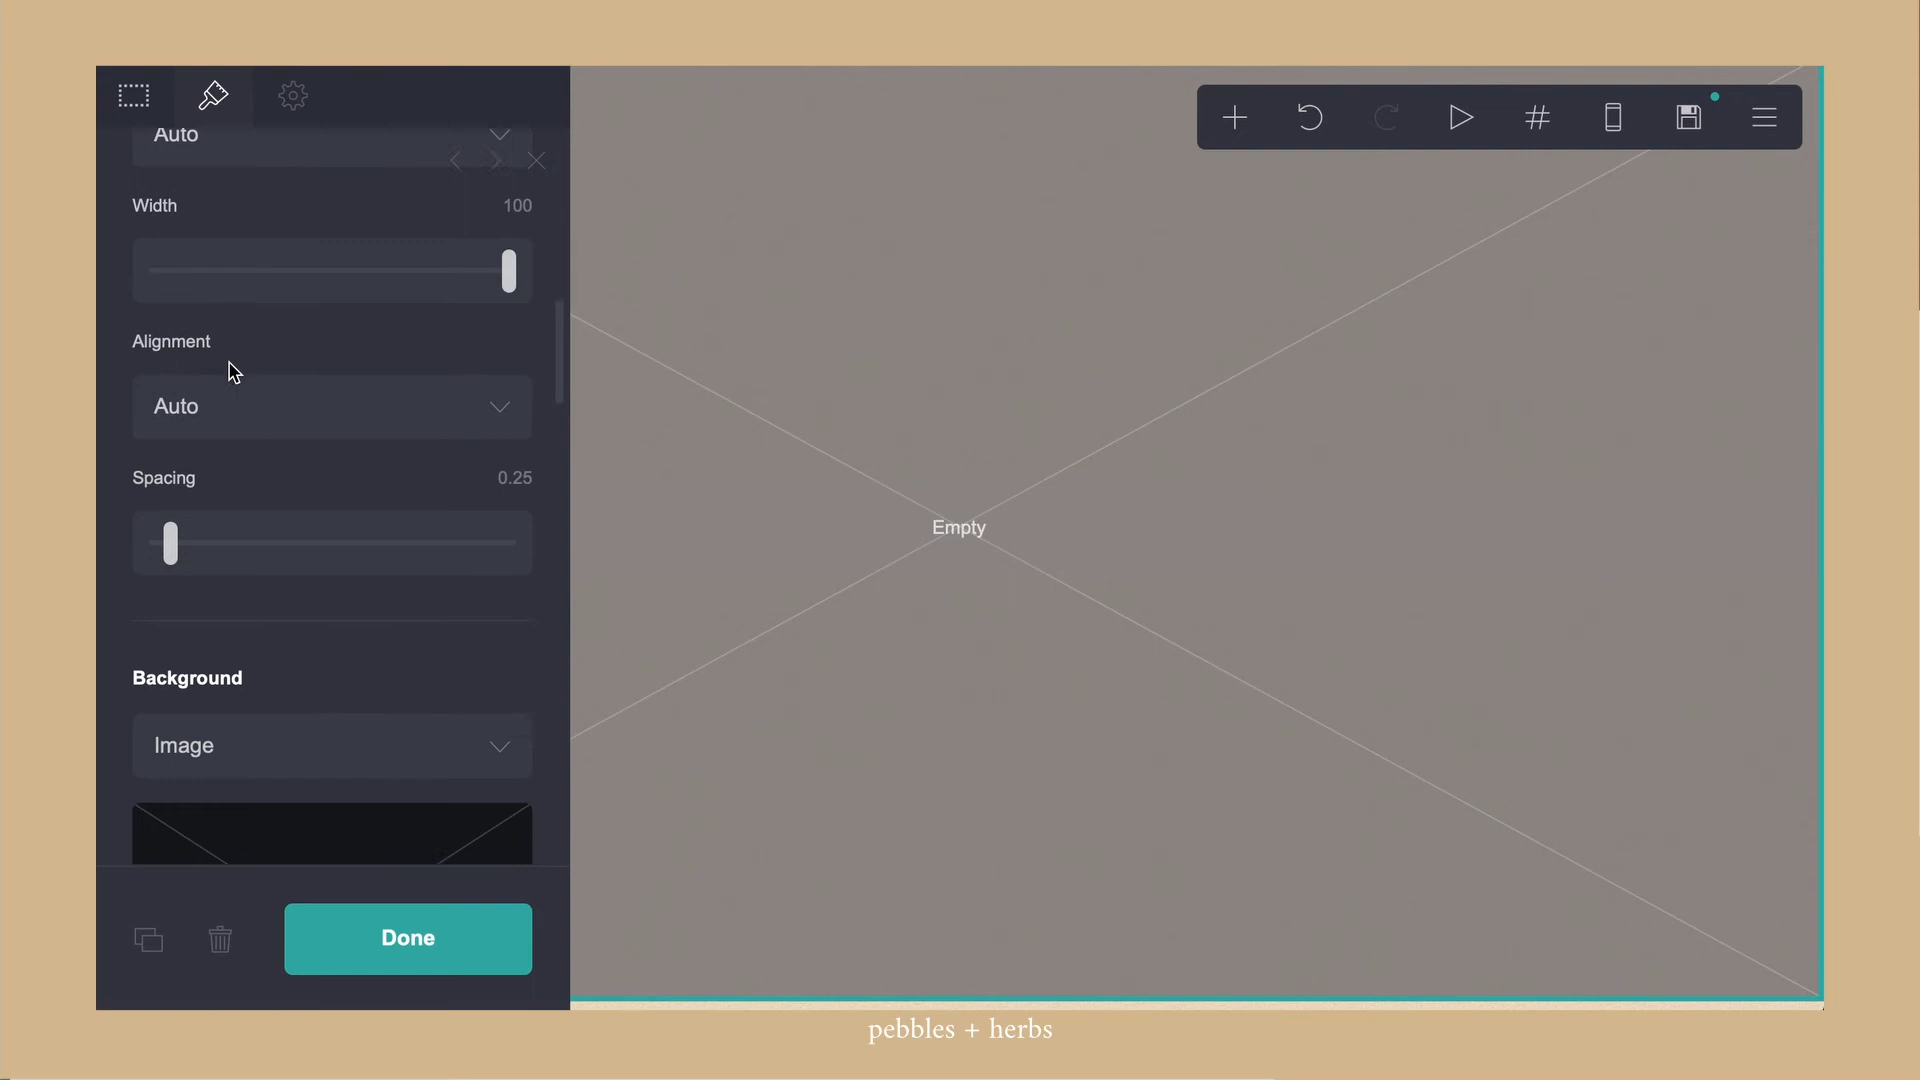 Auto
Width 100
Alignment
Auto
Spacing 0.25
Background
Image
Done
Empty
pebbles + herbs